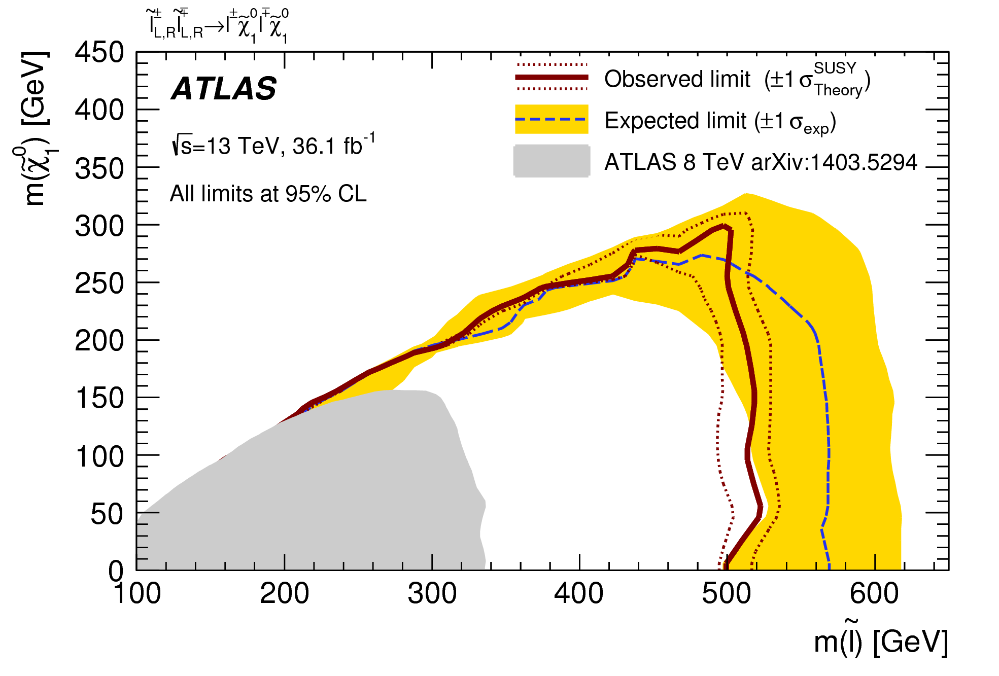 l̃±L,R l̃∓L,R→l±χ̃⁰₁l∓χ̃⁰₁
m(χ̃⁰₁) [GeV]
450
400
350
300
250
200
150
100
50
0
ATLAS
√s=13 TeV, 36.1 fb⁻¹
All limits at 95% CL
Observed limit (±1 σ SUSY Theory)
Expected limit (±1 σexp)
ATLAS 8 TeV arXiv:1403.5294
100 200 300 400 500 600
m(l̃) [GeV]